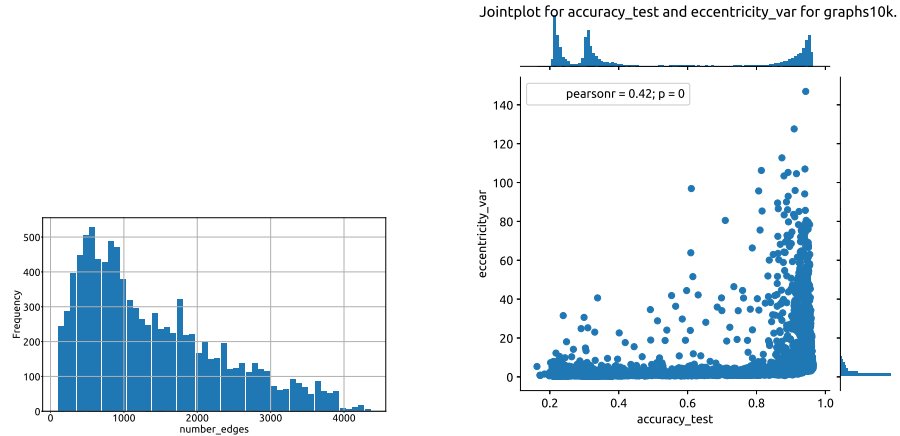 Jointplot for accuracy_test and eccentricity_var for graphs10k.
pearsonr = 0.42; p = 0
140
120
100
80
60
40
20
0
eccentricity_var
0.2 0.4 0.6 0.8 1.0
accuracy_test
500
400
300
200
100
0
Frequency
0 1000 2000 3000 4000
number_edges